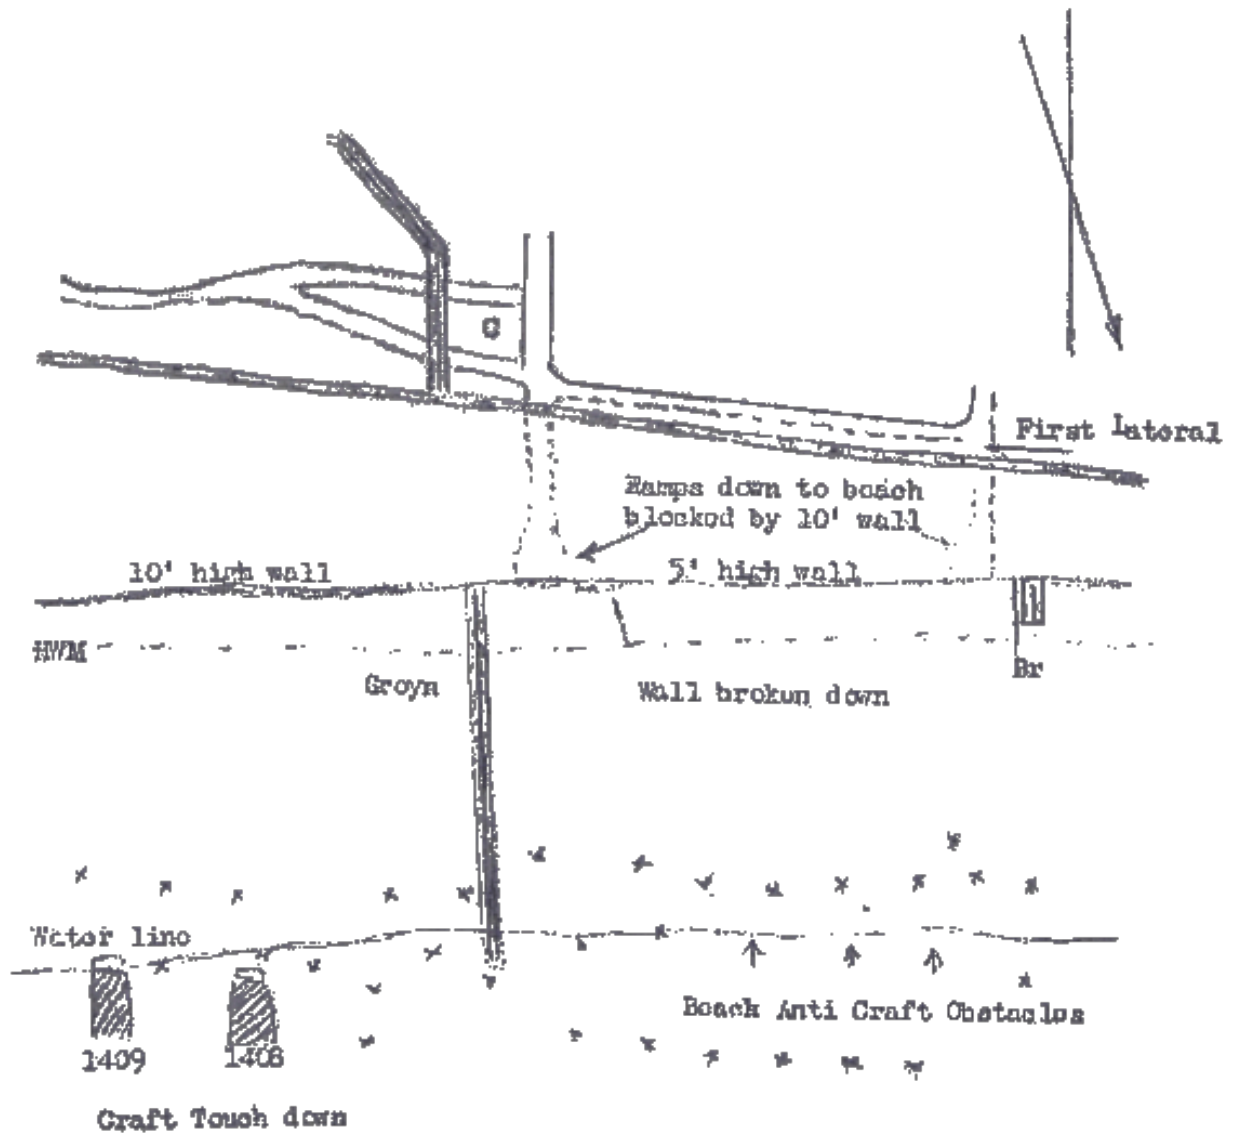 C
First Lateral
Ramps down to beach
blocked by 10' wall
10' high wall
5' high wall
HWM
Groyn
Wall broken down
Br
Water line
Beach Anti Craft Obstacles
1409
1408
Craft Touch down